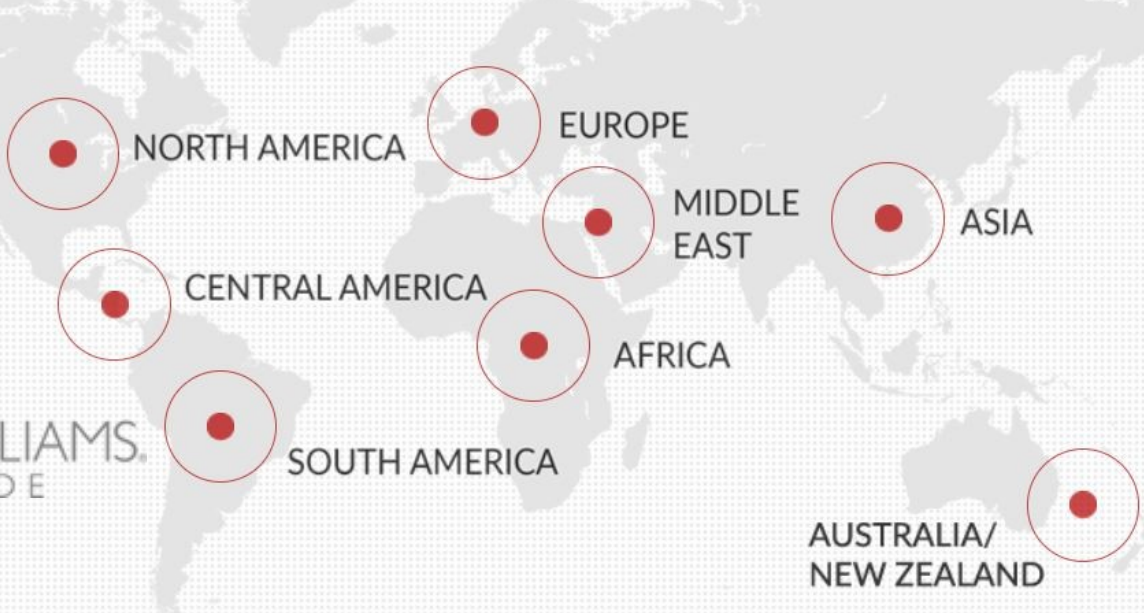 EUROPE
NORTH AMERICA
MIDDLE
EAST
ASIA
CENTRAL AMERICA
AFRICA
LIAMS.
SOUTH AMERICA
D E
AUSTRALIA/
NEW ZEALAND